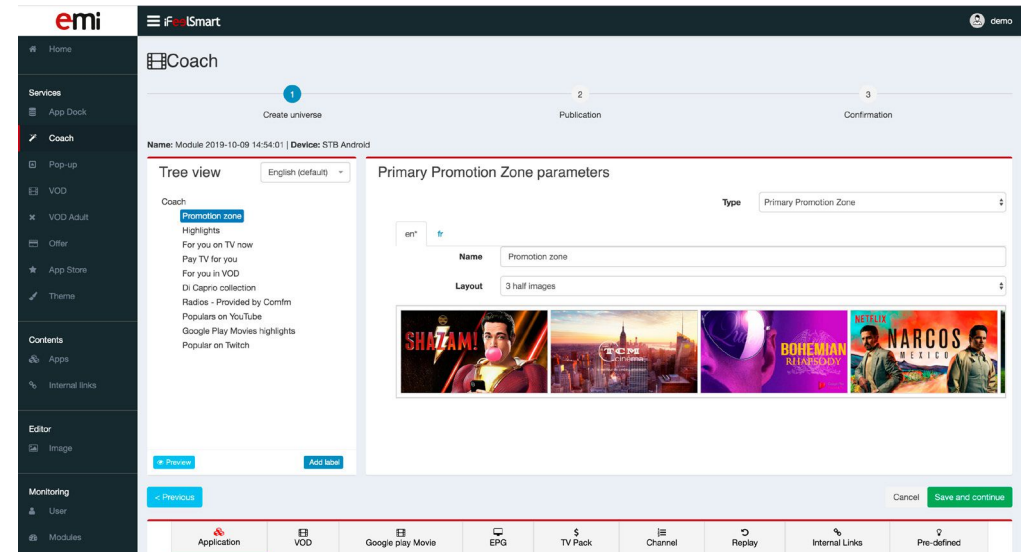 emi
iFeelSmart
demo
Home
Services
App Dock
Coach
Pop-up
VOD
VOD Adult
Offer
App Store
Theme
Contents
Apps
Internal links
Editor
Image
Monitoring
User
Modules
Coach
1
2
3
Create universe
Publication
Confirmation
Name: Module 2019-10-09 14:54:01 | Device: STB Android
Tree view
English (default)
Coach
Promotion zone
Highlights
For you on TV now
Pay TV for you
For you in VOD
Di Caprio collection
Radios - Provided by Comfm
Populars on YouTube
Google Play Movies highlights
Popular on Twitch
Preview
Add label
Primary Promotion Zone parameters
Type
Primary Promotion Zone
en*
fr
Name
Promotion zone
Layout
3 half images
SHAZAM!
TCM
cinéma
BOHEMIAN
RHAPSODY
NETFLIX
NARCOS
MEXICO
< Previous
Cancel
Save and continue
Application
VOD
Google play Movie
EPG
TV Pack
Channel
Replay
Internal Links
Pre-defined